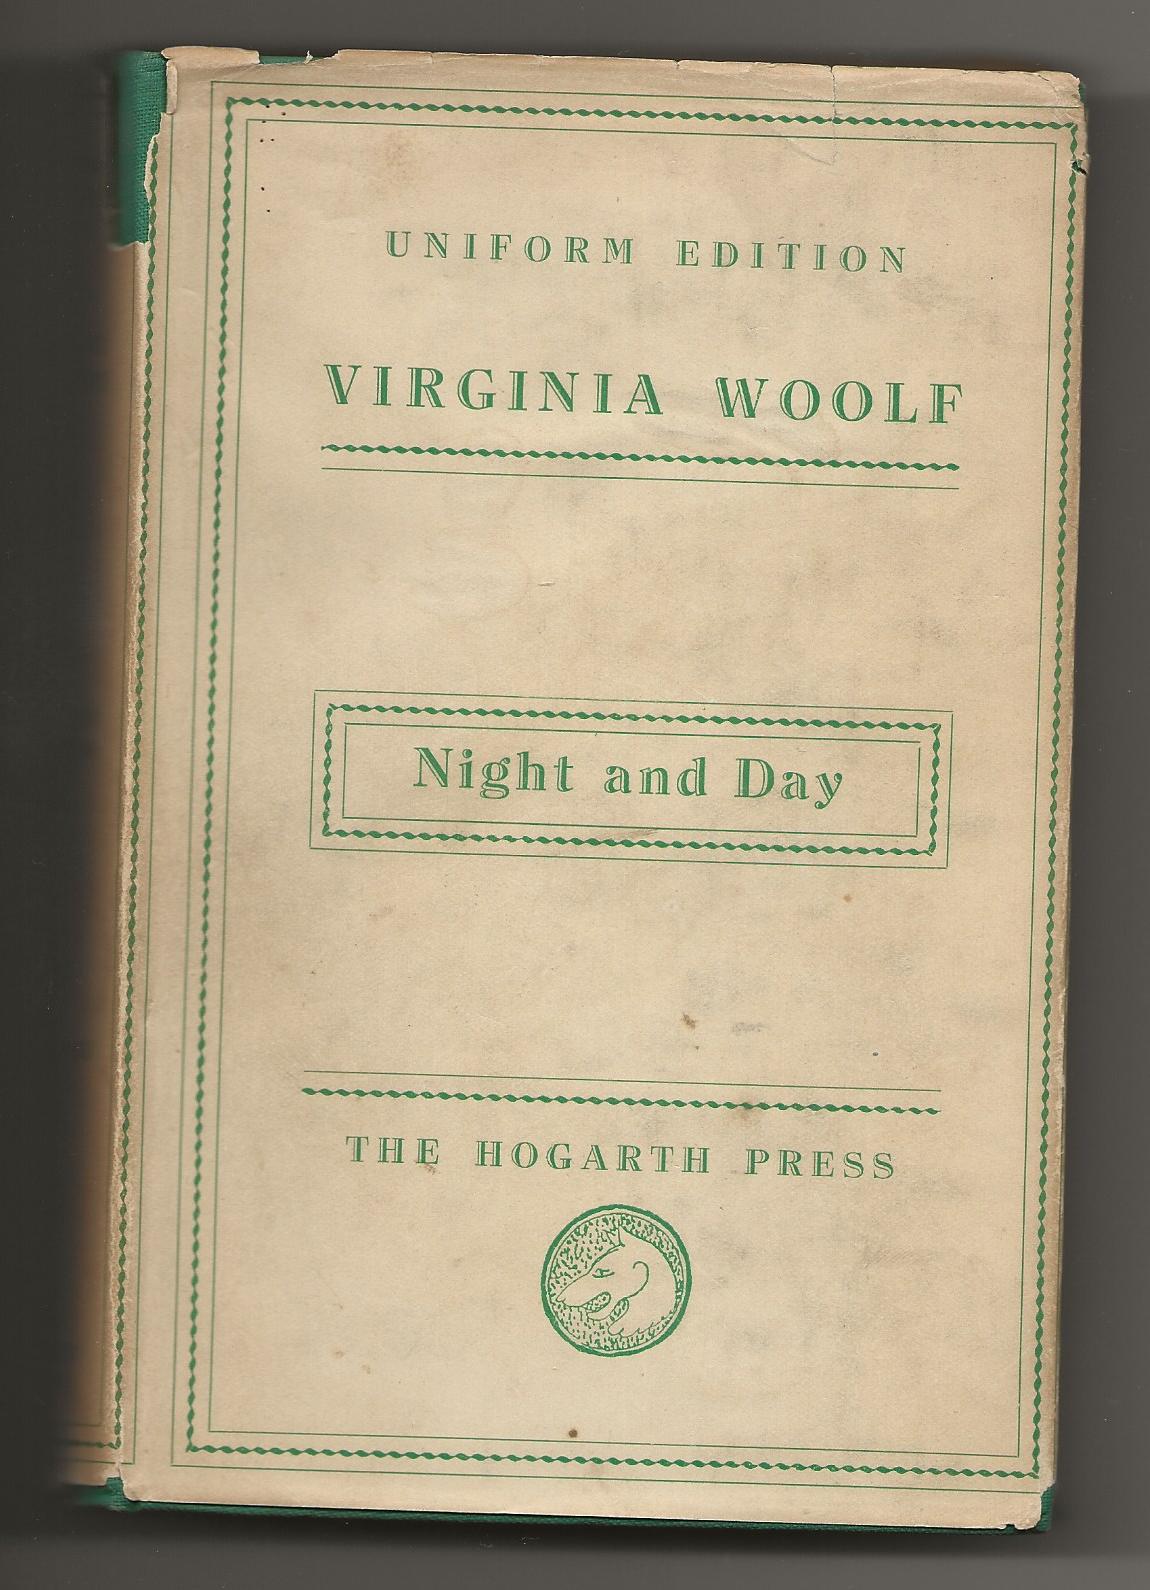 UNIFORM EDITION
VIRGINIA WOOLF
Night and Day
THE HOGARTH PRESS